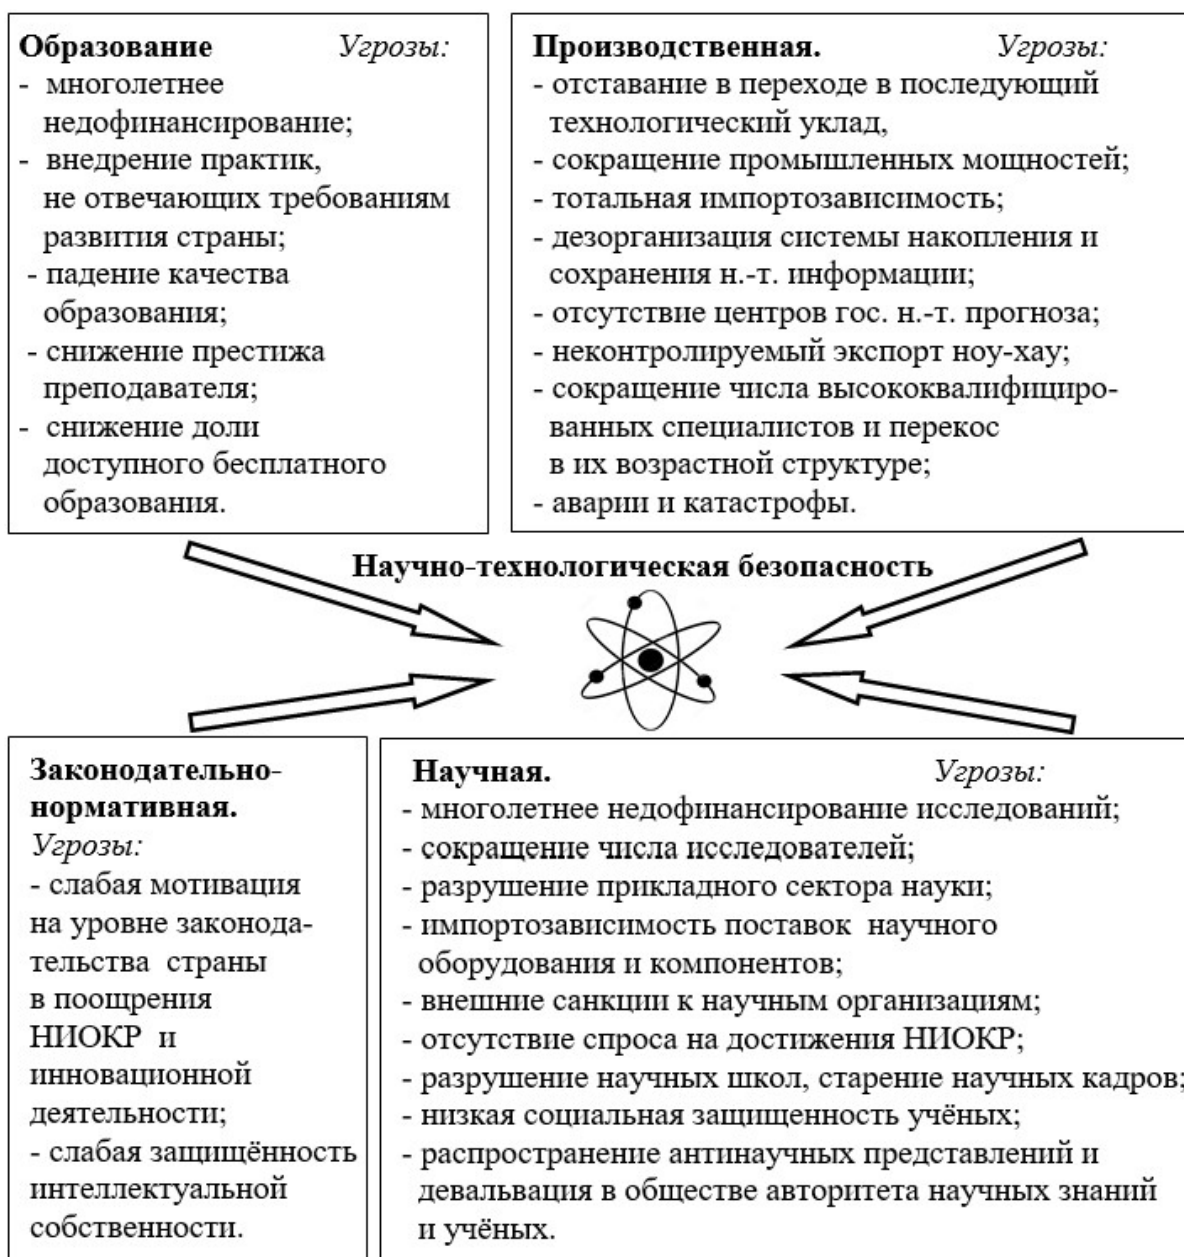 Образование Угрозы:
- многолетнее
недофинансирование;
- внедрение практик,
не отвечающих требованиям
развития страны;
- падение качества
образования;
- снижение престижа
преподавателя;
- снижение доли
доступного бесплатного
образования.
Производственная. Угрозы:
- отставание в переходе в последующий
технологический уклад,
- сокращение промышленных мощностей;
- тотальная импортозависимость;
- дезорганизация системы накопления и
сохранения н.-т. информации;
- отсутствие центров гос. н.-т. прогноза;
- неконтролируемый экспорт ноу-хау;
- сокращение числа высококвалифициро-
ванных специалистов и перекос
в их возрастной структуре;
- аварии и катастрофы.
Научно-технологическая безопасность
Законодательно-
нормативная.
Угрозы:
- слабая мотивация
на уровне законода-
тельства страны
в поощрения
НИОКР и
инновационной
деятельности;
- слабая защищённость
интеллектуальной
собственности.
Научная. Угрозы:
- многолетнее недофинансирование исследований;
- сокращение числа исследователей;
- разрушение прикладного сектора науки;
- импортозависимость поставок научного
оборудования и компонентов;
- внешние санкции к научным организациям;
- отсутствие спроса на достижения НИОКР;
- разрушение научных школ, старение научных кадров;
- низкая социальная защищенность учёных;
- распространение антинаучных представлений и
девальвация в обществе авторитета научных знаний
и учёных.